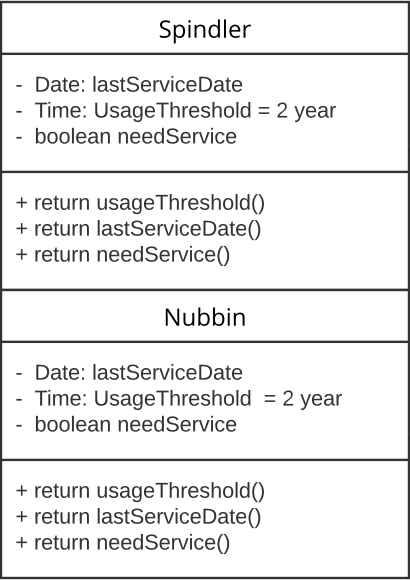 Spindler
- Date: lastServiceDate
- Time: UsageThreshold = 2 year
- boolean needService
+ return usageThreshold()
+ return lastServiceDate()
+ return needService()
Nubbin
- Date: lastServiceDate
- Time: UsageThreshold  = 2 year
- boolean needService
+ return usageThreshold()
+ return lastServiceDate()
+ return needService()